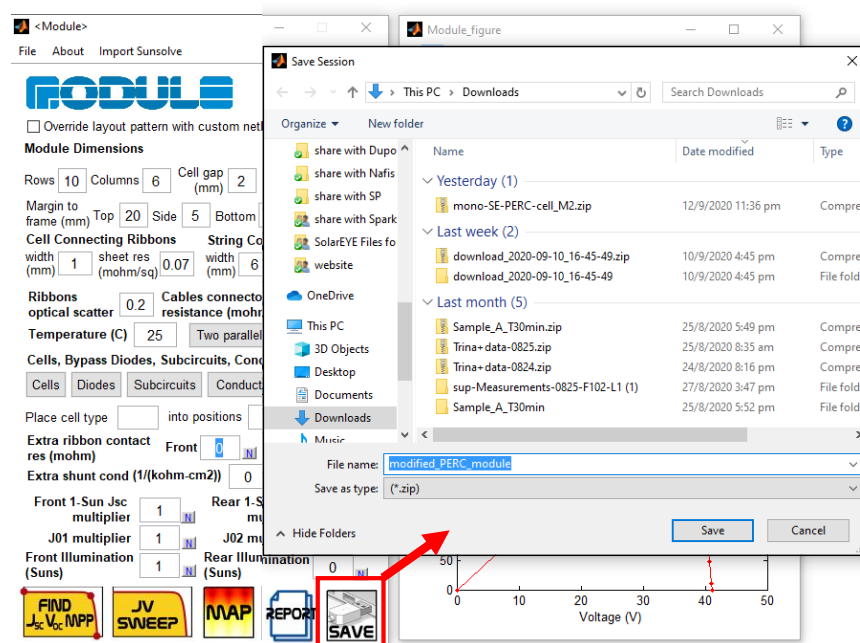 <Module>
File About Import Sunsolve
MODULE
Override layout pattern with custom net
Module Dimensions
Rows 10 Columns 6 Cell gap (mm) 2
Margin to frame (mm) Top 20 Side 5 Bottom
Cell Connecting Ribbons String Co
width (mm) 1 sheet res (mohm/sq) 0.07 width (mm) 6
Ribbons optical scatter 0.2 Cables connecto resistance (mohm
Temperature (C) 25 Two parallel
Cells, Bypass Diodes, Subcircuits, Con
Cells Diodes Subcircuits Conduct
Place cell type into positions
Extra ribbon contact res (mohm) Front 0 N
Extra shunt cond (1/(kohm-cm2)) 0
Front 1-Sun Jsc multiplier 1 N Rear 1-S mu
J01 multiplier 1 N J02 mu
Front Illumination (Suns) 1 N Rear Illumination (Suns) 0 N
FIND Jsc Voc MPP
JV SWEEP
MAP
REPORT
SAVE
Module_figure
Save Session
This PC > Downloads
Search Downloads
Organize New folder
share with Dupo
share with Nafis
share with SP
share with Spark
SolarEYE Files fo
website
OneDrive
This PC
3D Objects
Desktop
Documents
Downloads
Music
Name Date modified Type
Yesterday (1)
mono-SE-PERC-cell_M2.zip 12/9/2020 11:36 pm Compre
Last week (2)
download_2020-09-10_16-45-49.zip 10/9/2020 4:45 pm Compre
download_2020-09-10_16-45-49 10/9/2020 4:45 pm File fold
Last month (5)
Sample_A_T30min.zip 25/8/2020 5:49 pm Compre
Trina+data-0825.zip 25/8/2020 8:35 am Compre
Trina+data-0824.zip 24/8/2020 8:16 pm Compre
sup-Measurements-0825-F102-L1 (1) 27/8/2020 3:47 pm File fold
Sample_A_T30min 25/8/2020 5:52 pm File fold
File name: modified_PERC_module
Save as type: (*.zip)
Hide Folders
Save Cancel
50
0
0 10 20 30 40 50
Voltage (V)